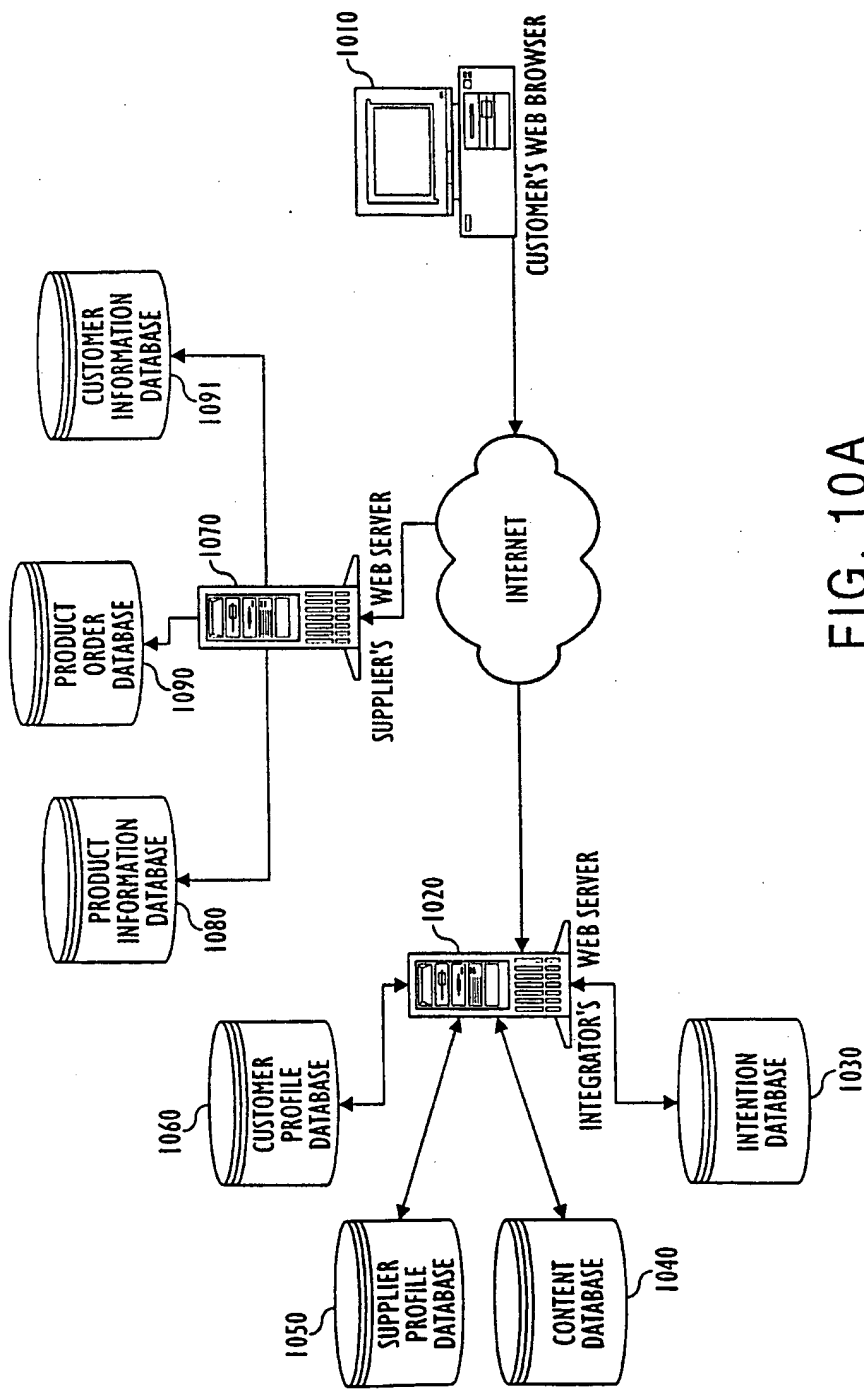 1010
CUSTOMER'S WEB BROWSER
CUSTOMER
INFORMATION
DATABASE
1091
PRODUCT
ORDER
DATABASE
1090
1070
SUPPLIER'S WEB SERVER
PRODUCT
INFORMATION
DATABASE
1080
INTERNET
1020
INTEGRATOR'S WEB SERVER
1060
CUSTOMER
PROFILE
DATABASE
1050
SUPPLIER
PROFILE
DATABASE
CONTENT
DATABASE
1040
INTENTION
DATABASE
1030
FIG. 10A